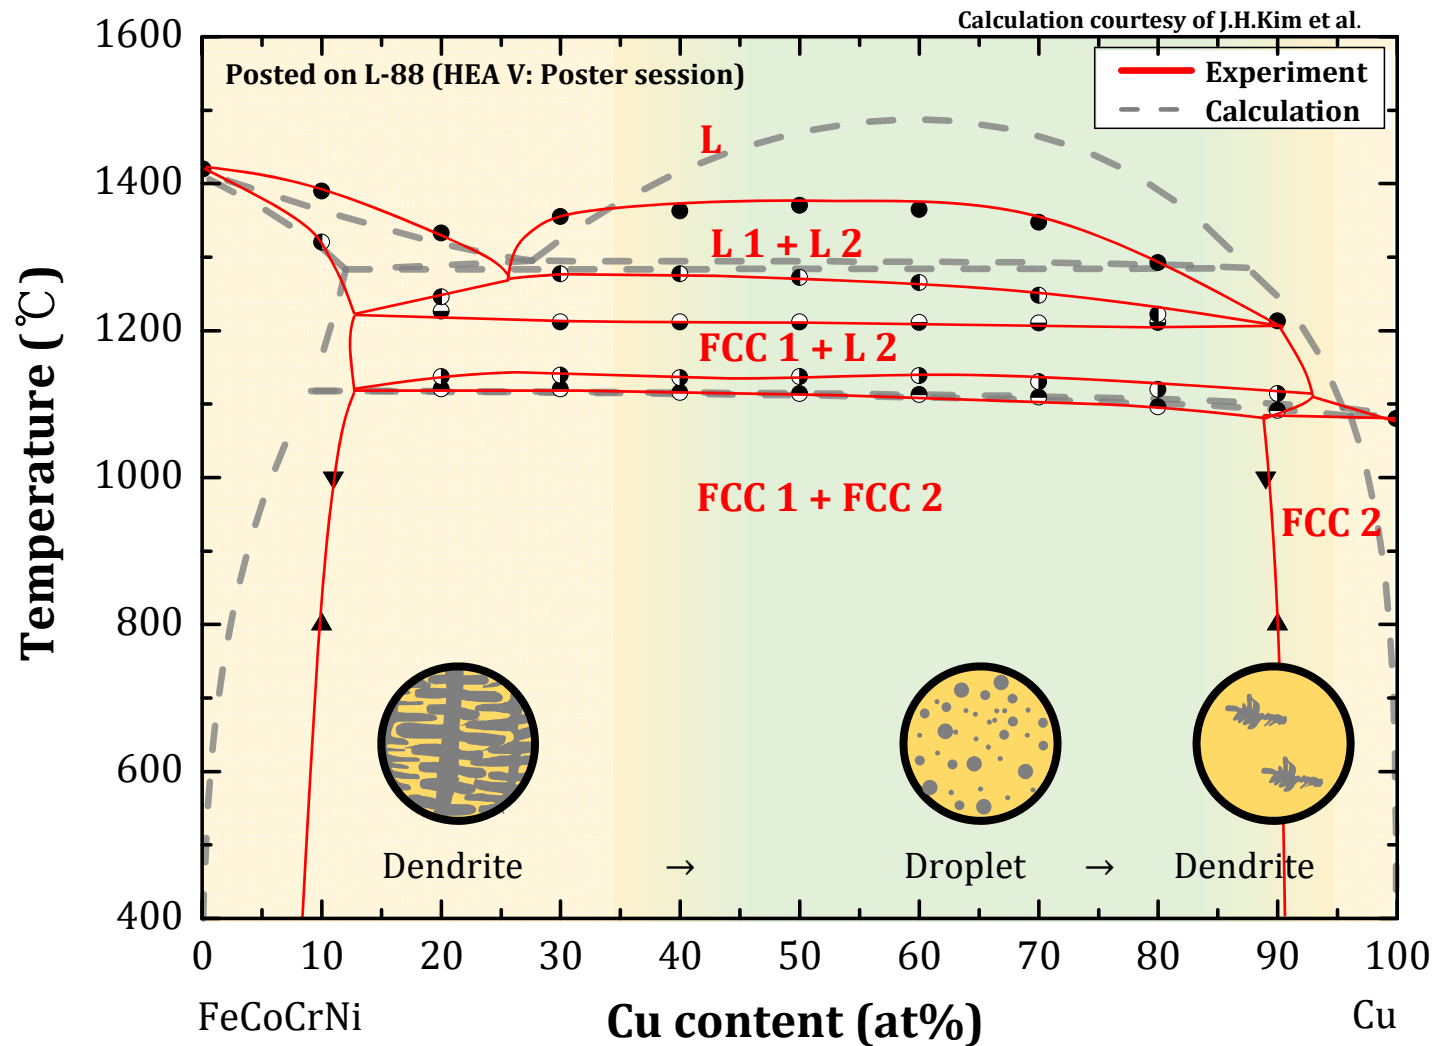 Calculation courtesy of J.H.Kim et al.
1600
Posted on L-88 (HEA V: Poster session)
Experiment
Calculation
L
1400
L 1 + L 2
1200
FCC 1 + L 2
1000
FCC 1 + FCC 2
FCC 2
800
600
Dendrite → Droplet → Dendrite
400
0 10 20 30 40 50 60 70 80 90 100
FeCoCrNi Cu
Cu content (at%)
Temperature (℃)